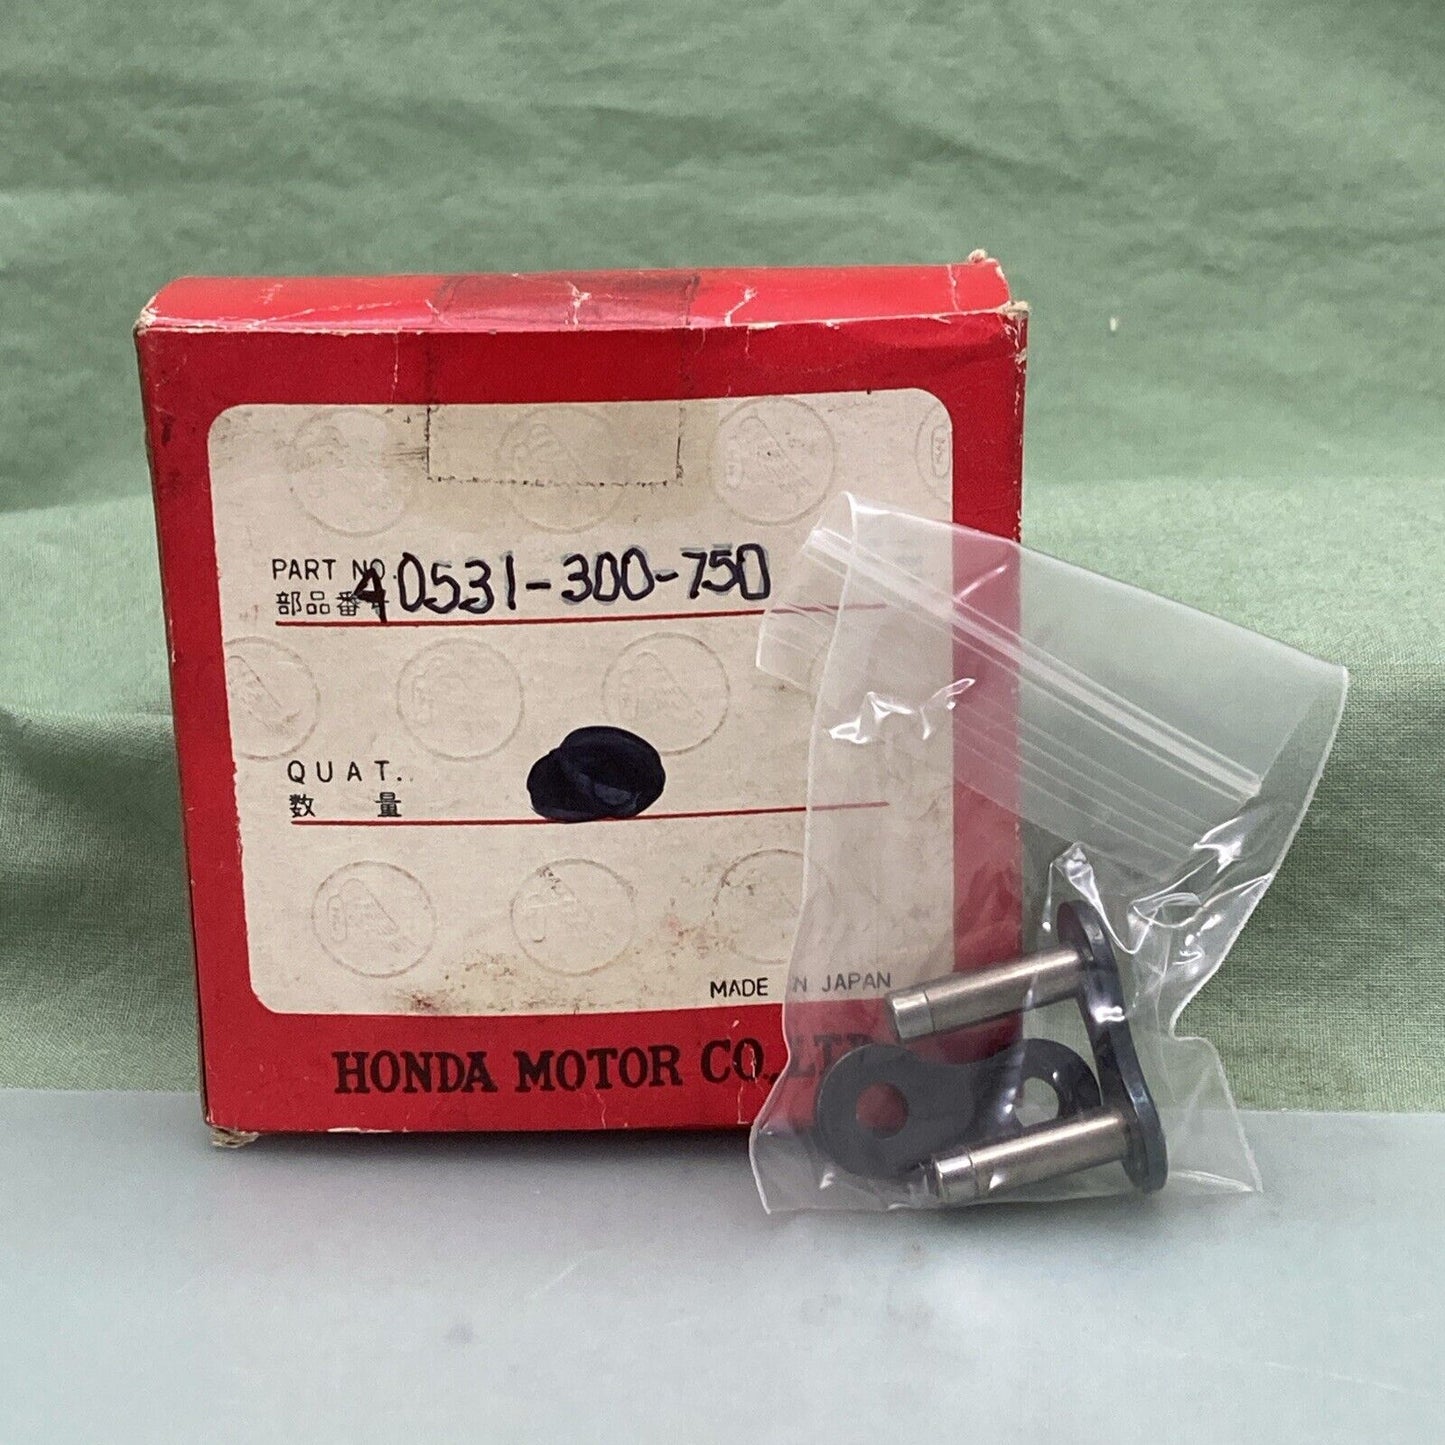 PART NO. 40531-300-750
部品番号
QUAT.
数 量
MADE IN JAPAN
HONDA MOTOR CO., LTD.